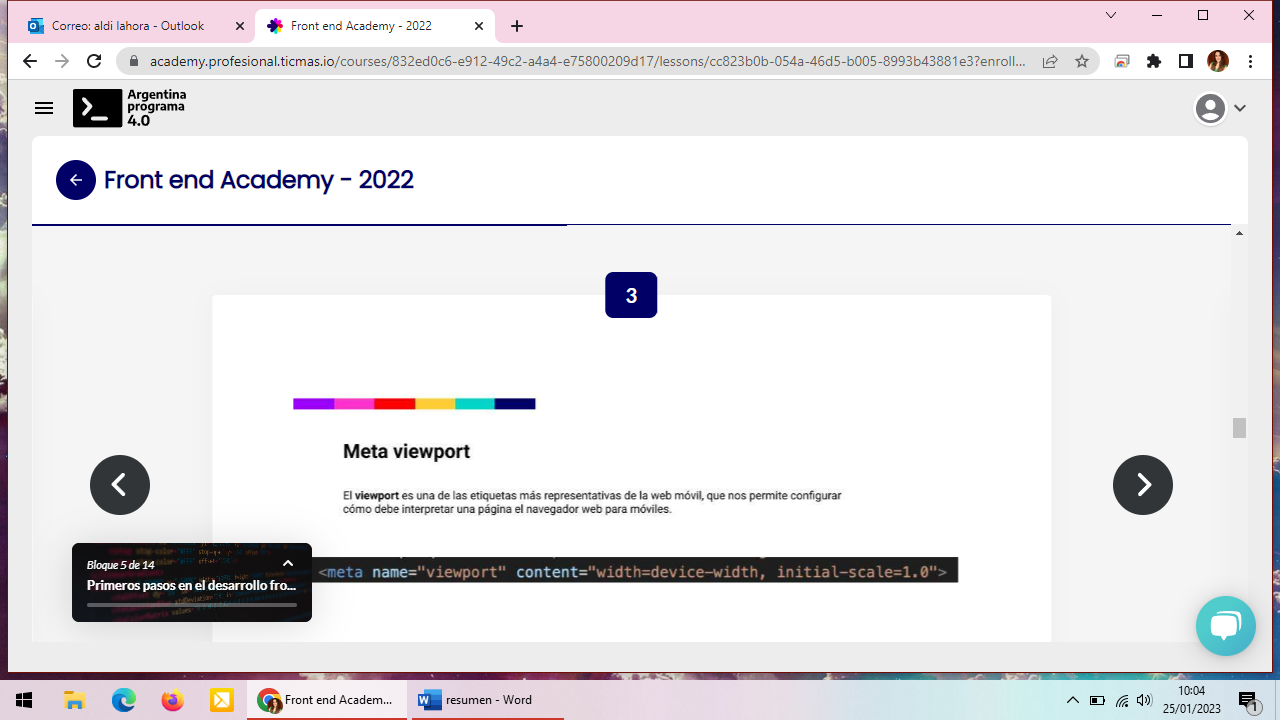 Correo: aldi lahora - Outlook
Front end Academy - 2022
academy.profesional.ticmas.io/courses/832ee0c6-e912-4992-a4a4-e75800209d17/lessons/cc823b0b-054a-46d5-b005-8993b43881e3?enroll...
Argentina
programa
4.0
Front end Academy - 2022
3
Meta viewport
El viewport es una de las etiquetas más representativas de la web móvil, que nos permite configurar
cómo debe interpretar una página el navegador web para móviles.
<meta name="viewport" content="width=device-width, initial-scale=1.0">
Bloque 5 de 14
Primeros pasos en el desarrollo fro...
Front end Academ...
resumen - Word
10:04
25/01/2023
1